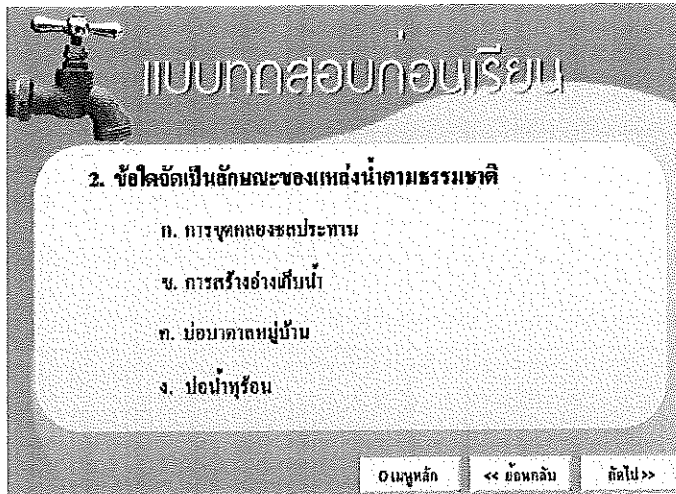 แบบทดสอบก่อนเรียน
2. ข้อใดจัดเป็นลักษณะของแหล่งน้ำตามธรรมชาติ
ก. การขุดคลองชลประทาน
ข. การสร้างอ่างเก็บน้ำ
ค. บ่อบาดาลหมู่บ้าน
ง. บ่อน้ำพุร้อน
0 เมนูหลัก
<< ย้อนกลับ
ถัดไป >>